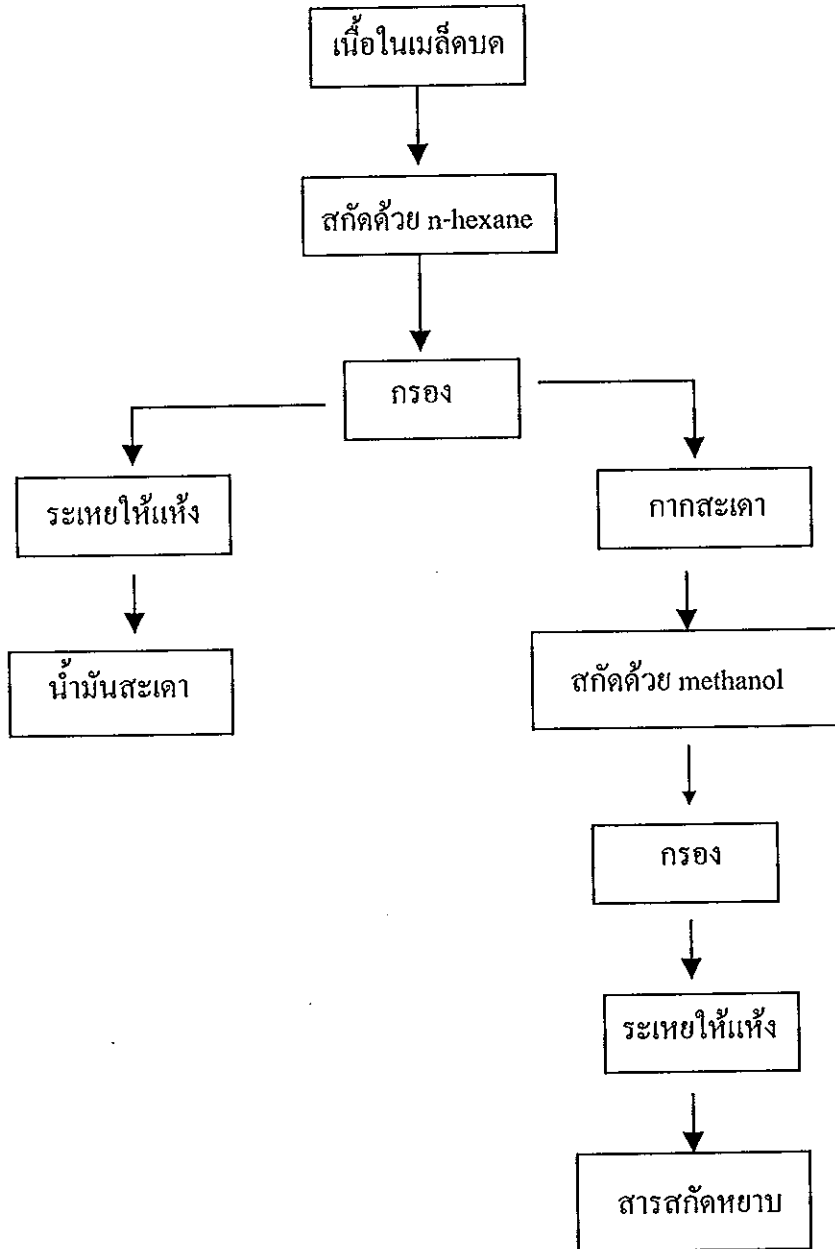 เนื้อในเมล็ดบด
สกัดด้วย n-hexane
กรอง
ระเหยให้แห้ง
กากสะเดา
น้ำมันสะเดา
สกัดด้วย methanol
กรอง
ระเหยให้แห้ง
สารสกัดหยาบ